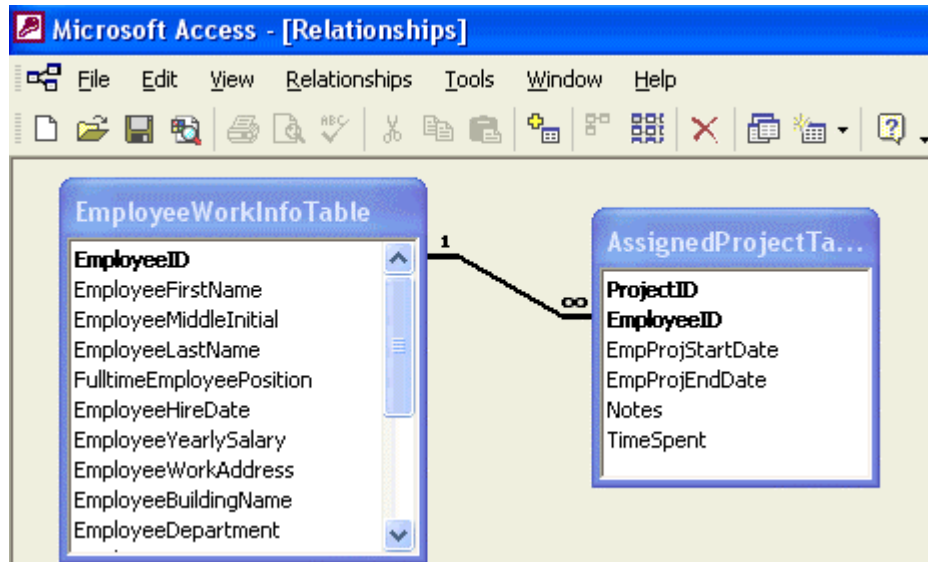 Microsoft Access - [Relationships]
File Edit View Relationships Tools Window Help
ABC
EmployeeWorkInfoTable
EmployeeID
EmployeeFirstName
EmployeeMiddleInitial
EmployeeLastName
FulltimeEmployeePosition
EmployeeHireDate
EmployeeYearlySalary
EmployeeWorkAddress
EmployeeBuildingName
EmployeeDepartment
1
∞
AssignedProjectTa...
ProjectID
EmployeeID
EmpProjStartDate
EmpProjEndDate
Notes
TimeSpent